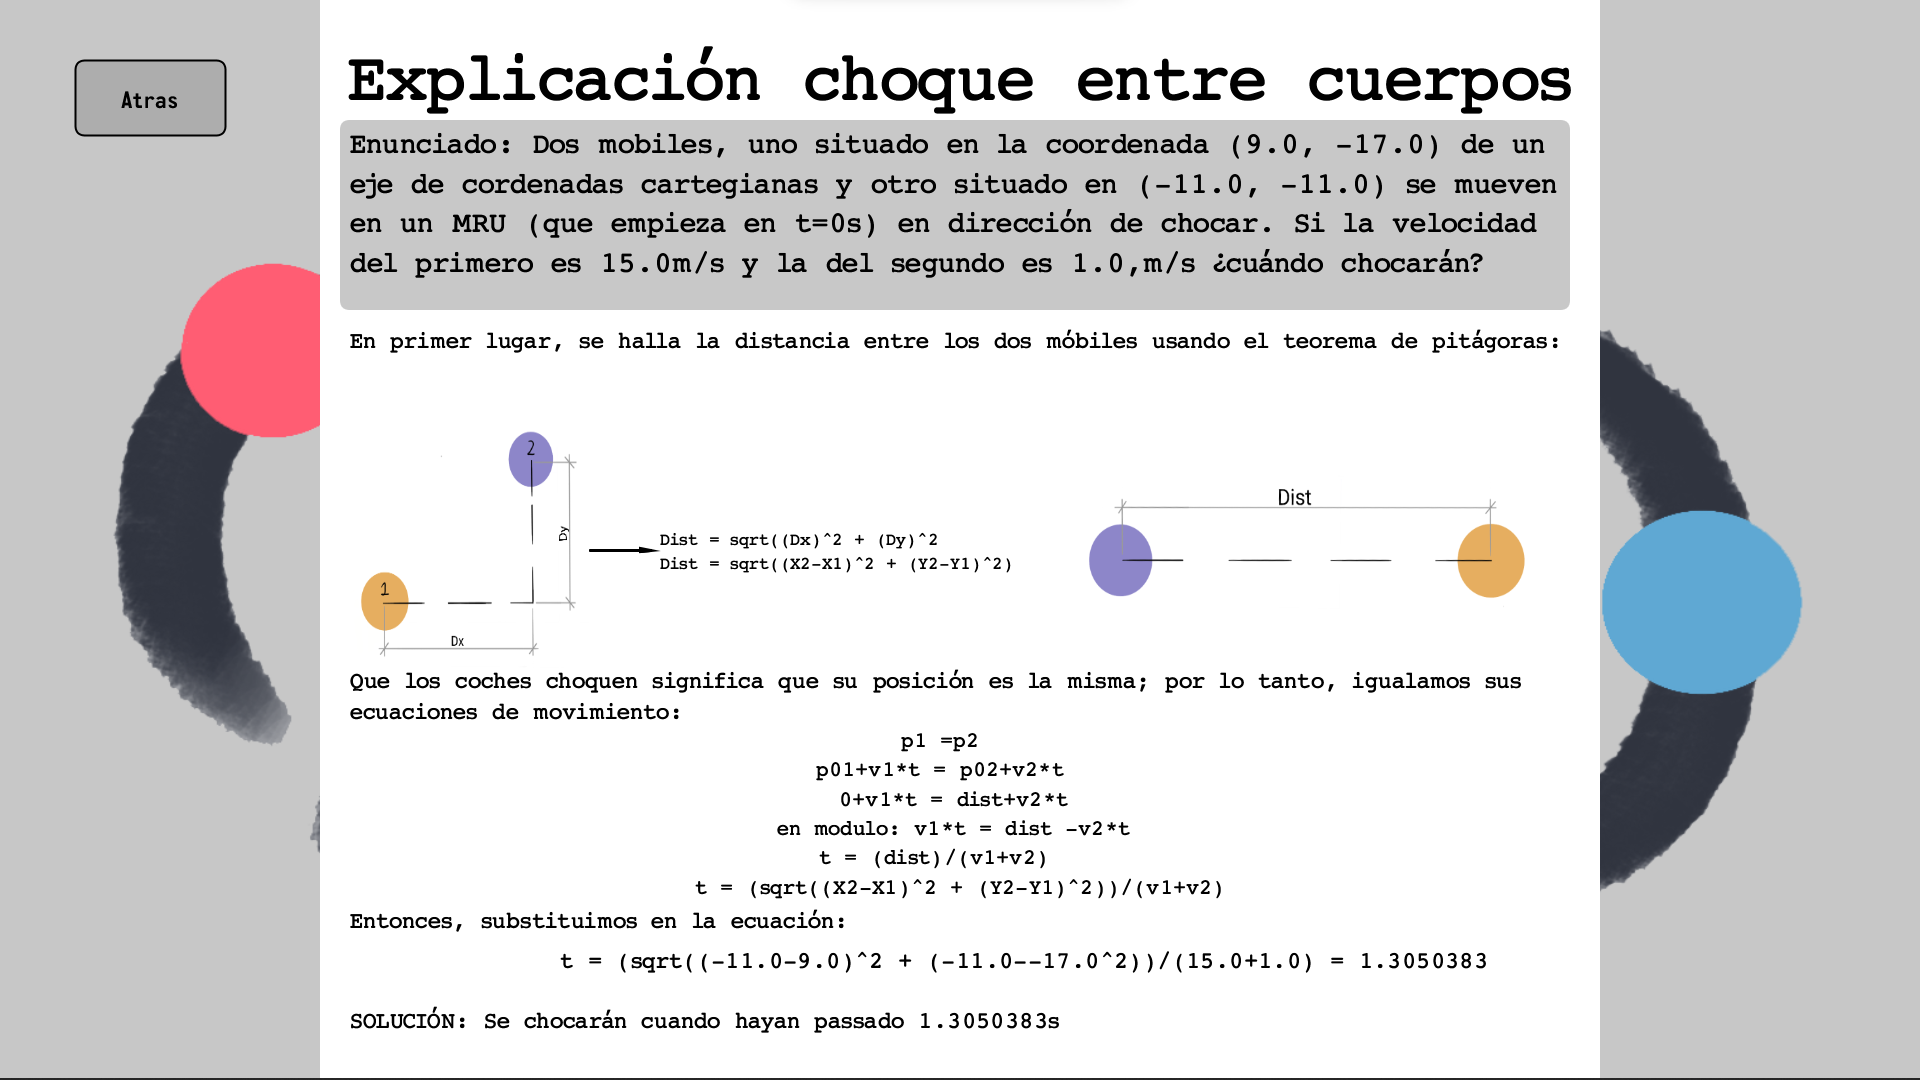 Atras
Explicación choque entre cuerpos
Enunciado: Dos mobiles, uno situado en la coordenada (9.0, -17.0) de un
eje de cordenadas cartegianas y otro situado en (-11.0, -11.0) se mueven
en un MRU (que empieza en t=0s) en dirección de chocar. Si la velocidad
del primero es 15.0m/s y la del segundo es 1.0,m/s ¿cuándo chocarán?
En primer lugar, se halla la distancia entre los dos móbiles usando el teorema de pitágoras:
2
Dy
1
Dx
Dist = sqrt((Dx)^2 + (Dy)^2
Dist = sqrt((X2-X1)^2 + (Y2-Y1)^2)
Dist
Que los coches choquen significa que su posición es la misma; por lo tanto, igualamos sus
ecuaciones de movimiento:
p1 =p2
p01+v1*t = p02+v2*t
0+v1*t = dist+v2*t
en modulo: v1*t = dist -v2*t
t = (dist)/(v1+v2)
t = (sqrt((X2-X1)^2 + (Y2-Y1)^2))/(v1+v2)
Entonces, substituimos en la ecuación:
t = (sqrt((-11.0-9.0)^2 + (-11.0--17.0^2))/(15.0+1.0) = 1.3050383
SOLUCIÓN: Se chocarán cuando hayan passado 1.3050383s